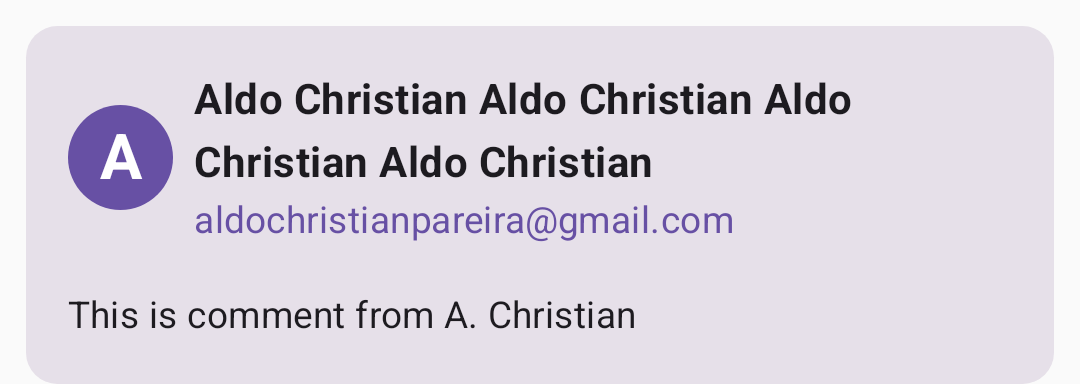 A
Aldo Christian Aldo Christian Aldo
Christian Aldo Christian
aldochristianpareira@gmail.com
This is comment from A. Christian